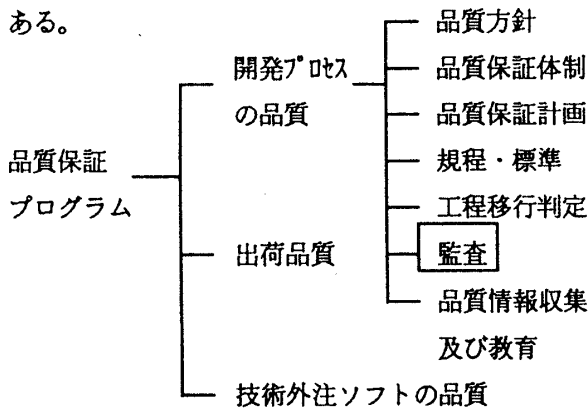 ある。
品質保証
プログラム
開発プロセス
の品質
出荷品質
技術外注ソフトの品質
品質方針
品質保証体制
品質保証計画
規程・標準
工程移行判定
監査
品質情報収集
及び教育